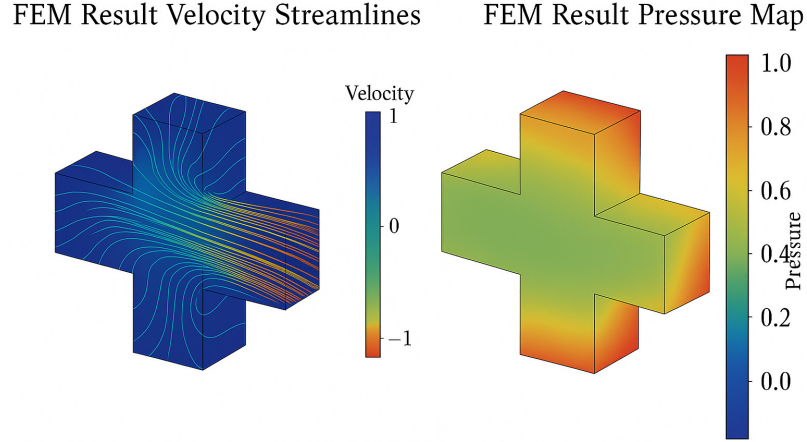 FEM Result Velocity Streamlines
FEM Result Pressure Map
Velocity
1
0
−1
1.0
0.8
0.6
0.4
0.2
0.0
Pressure